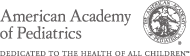 American Academy
of Pediatrics
DEDICATED TO THE HEALTH OF ALL CHILDREN™